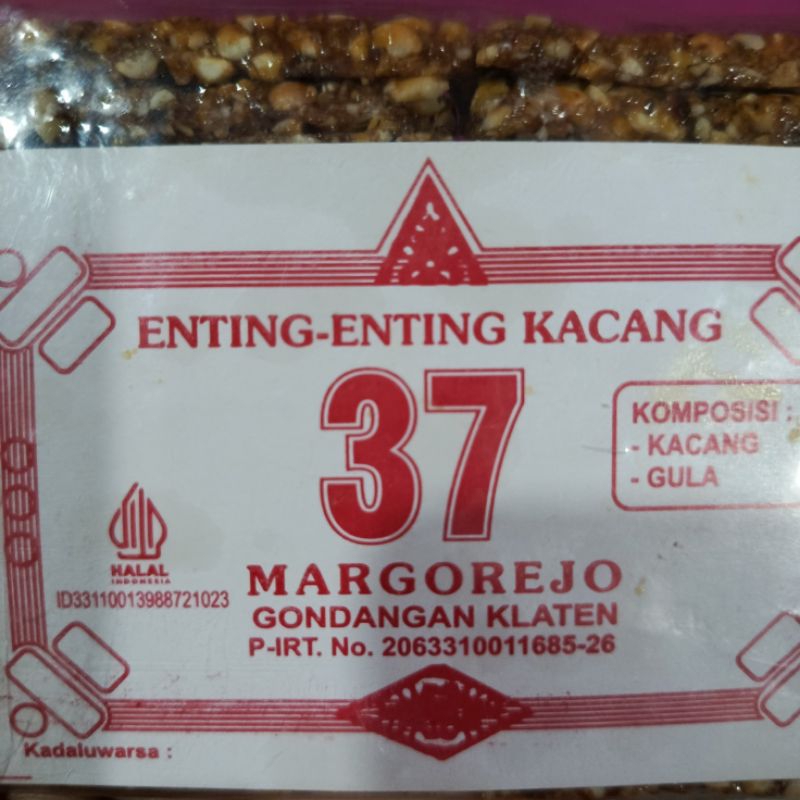 ENTING-ENTING KACANG
37
KOMPOSISI :
- KACANG
- GULA
HALAL
INDONESIA
ID33110013988721023
MARGOREJO
GONDANGAN KLATEN
P-IRT. No. 2063310011685-26
Kadaluwarsa :